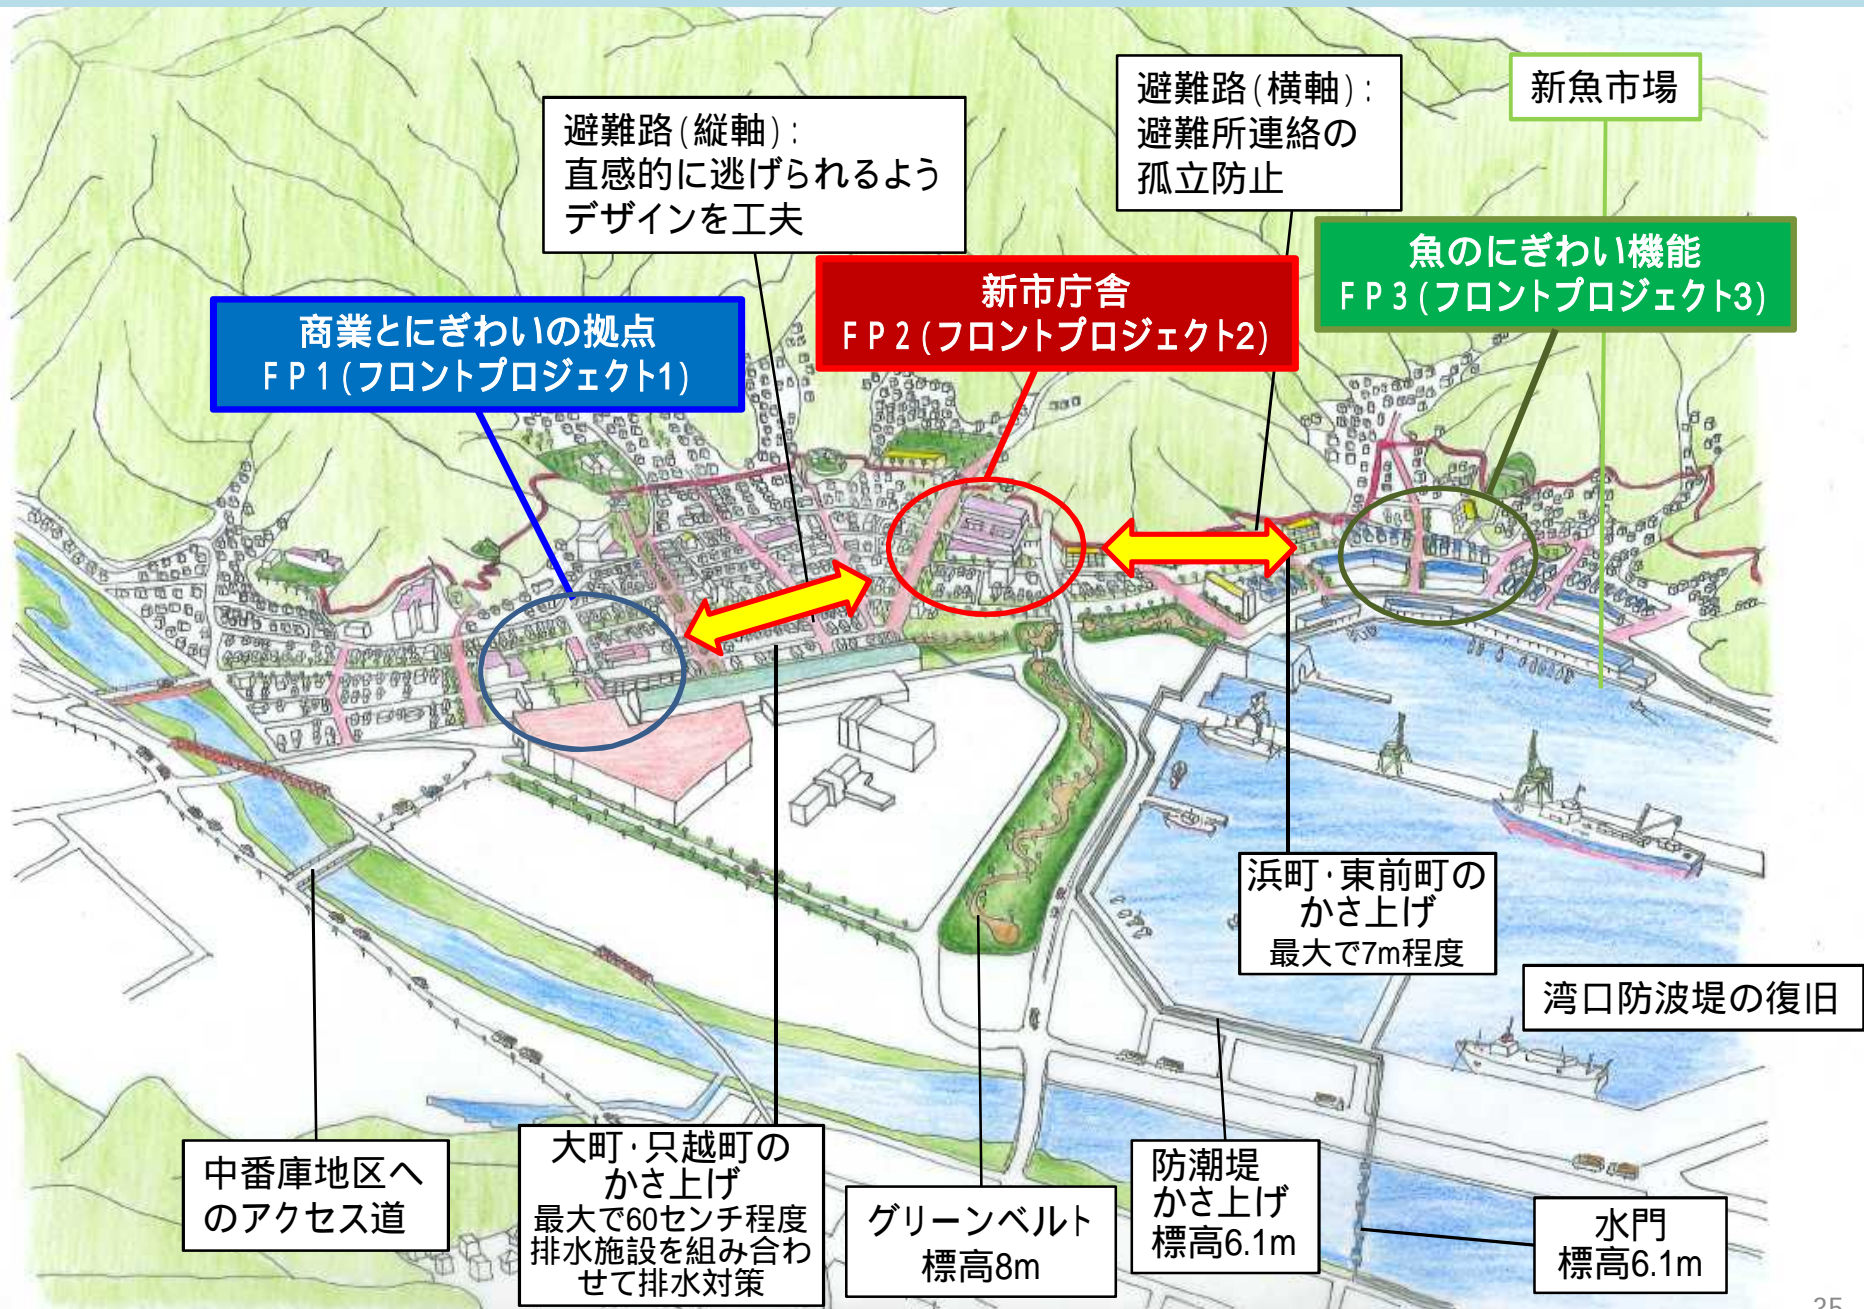 避難路(縦軸):
直感的に逃げられるよう
デザインを工夫
避難路(横軸):
避難所連絡の
孤立防止
新魚市場
魚のにぎわい機能
FP3(フロントプロジェクト3)
新市庁舎
FP2(フロントプロジェクト2)
商業とにぎわいの拠点
FP1(フロントプロジェクト1)
浜町・東前町の
かさ上げ
最大で7m程度
湾口防波堤の復旧
中番庫地区へ
のアクセス道
大町・只越町の
かさ上げ
最大で60センチ程度
排水施設を組み合わ
せて排水対策
グリーンベルト
標高8m
防潮堤
かさ上げ
標高6.1m
水門
標高6.1m
25